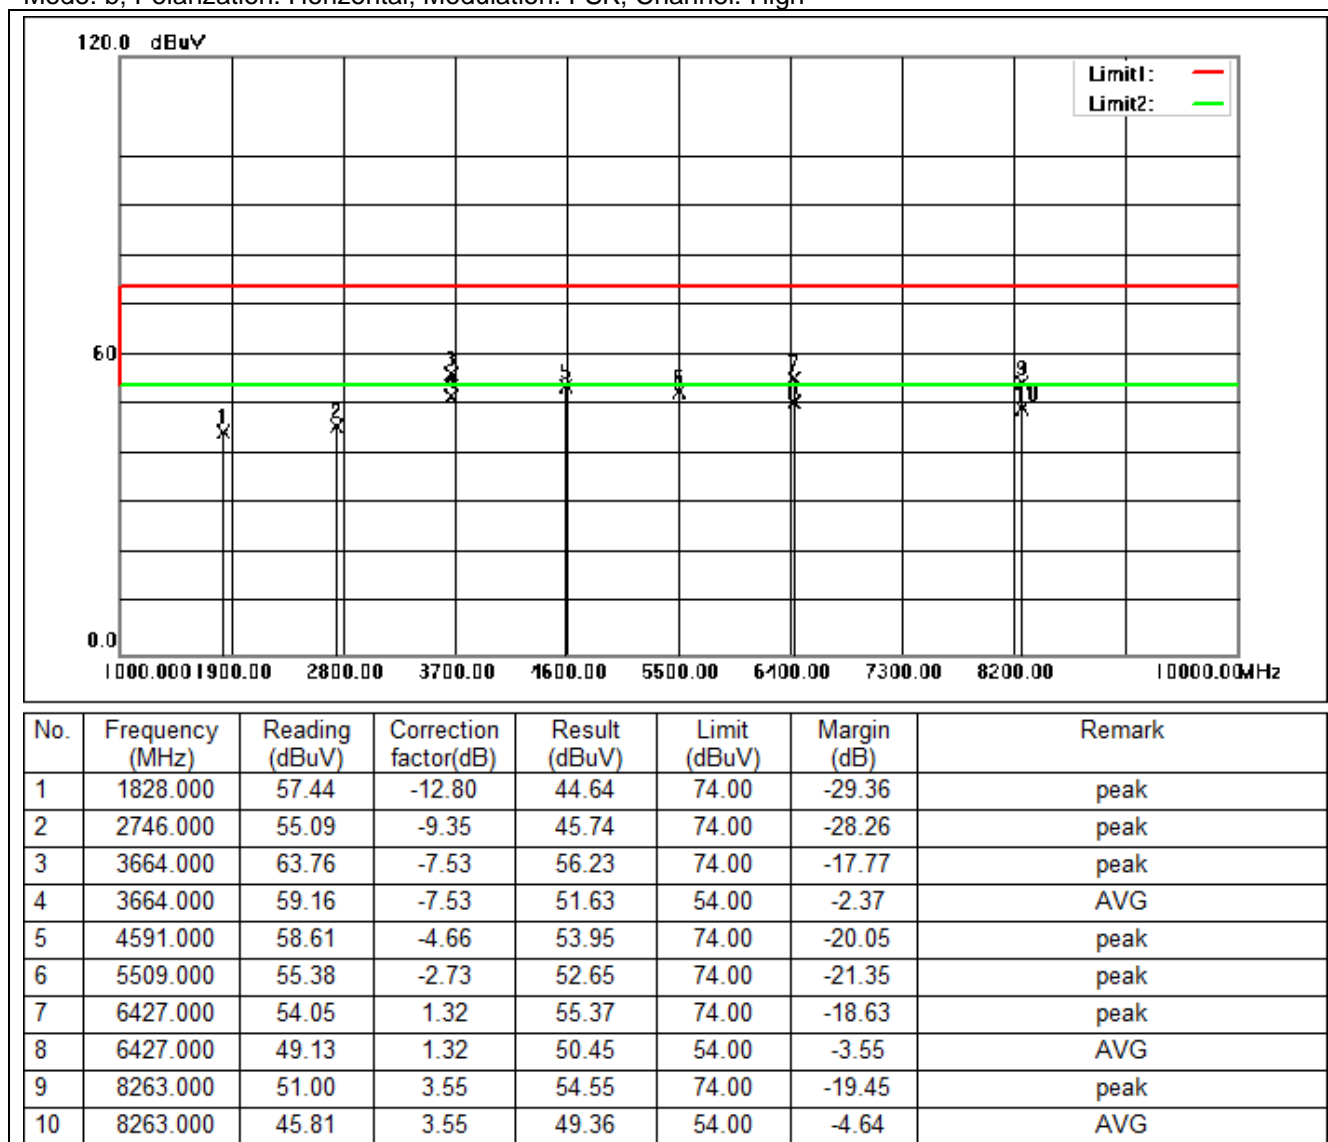 Mode: b; Polarization: Horizontal; Modulation: FSK; Channel: High
120.0 dBuV
Limit1:
Limit2:
60
3
5
6
7
9
10
1
2
0.0
1000.000 1900.00 2800.00 3700.00 4600.00 5500.00 6400.00 7300.00 8200.00 10000.00 MHz
No. Frequency (MHz) Reading (dBuV) Correction factor(dB) Result (dBuV) Limit (dBuV) Margin (dB) Remark
1 1828.000 57.44 -12.80 44.64 74.00 -29.36 peak
2 2746.000 55.09 -9.35 45.74 74.00 -28.26 peak
3 3664.000 63.76 -7.53 56.23 74.00 -17.77 peak
4 3664.000 59.16 -7.53 51.63 54.00 -2.37 AVG
5 4591.000 58.61 -4.66 53.95 74.00 -20.05 peak
6 5509.000 55.38 -2.73 52.65 74.00 -21.35 peak
7 6427.000 54.05 1.32 55.37 74.00 -18.63 peak
8 6427.000 49.13 1.32 50.45 54.00 -3.55 AVG
9 8263.000 51.00 3.55 54.55 74.00 -19.45 peak
10 8263.000 45.81 3.55 49.36 54.00 -4.64 AVG